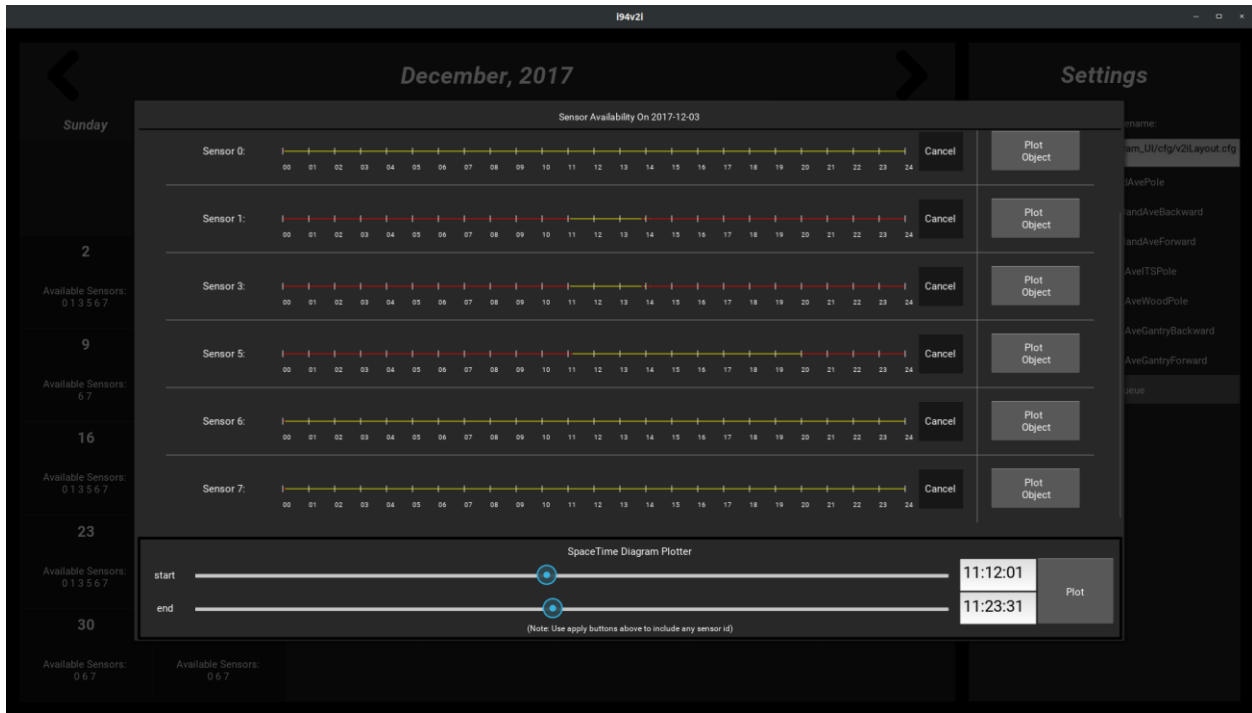 i94v2i
December, 2017
Settings
Sunday
Sensor Availability On 2017-12-03
ename:
Sensor 0:
Cancel
Plot
Object
00 01 02 03 04 05 06 07 08 09 10 11 12 13 14 15 16 17 18 19 20 21 22 23 24
ram_UI/cfg/v2iLayout.cfg
dAvePole
Sensor 1:
Cancel
Plot
Object
00 01 02 03 04 05 06 07 08 09 10 11 12 13 14 15 16 17 18 19 20 21 22 23 24
landAveBackward
landAveForward
2
Available Sensors:
0 1 3 5 6 7
Sensor 3:
Cancel
Plot
Object
00 01 02 03 04 05 06 07 08 09 10 11 12 13 14 15 16 17 18 19 20 21 22 23 24
AveITSPole
AveWoodPole
AveGantryBackward
9
Available Sensors:
6 7
Sensor 5:
Cancel
Plot
Object
00 01 02 03 04 05 06 07 08 09 10 11 12 13 14 15 16 17 18 19 20 21 22 23 24
AveGantryForward
ueue
16
Available Sensors:
0 1 3 5 6 7
Sensor 6:
Cancel
Plot
Object
00 01 02 03 04 05 06 07 08 09 10 11 12 13 14 15 16 17 18 19 20 21 22 23 24
Sensor 7:
Cancel
Plot
Object
00 01 02 03 04 05 06 07 08 09 10 11 12 13 14 15 16 17 18 19 20 21 22 23 24
23
Available Sensors:
0 1 3 5 6 7
SpaceTime Diagram Plotter
start
11:12:01
end
11:23:31
Plot
(Note: Use apply buttons above to include any sensor id)
30
Available Sensors:
0 6 7
Available Sensors:
0 6 7